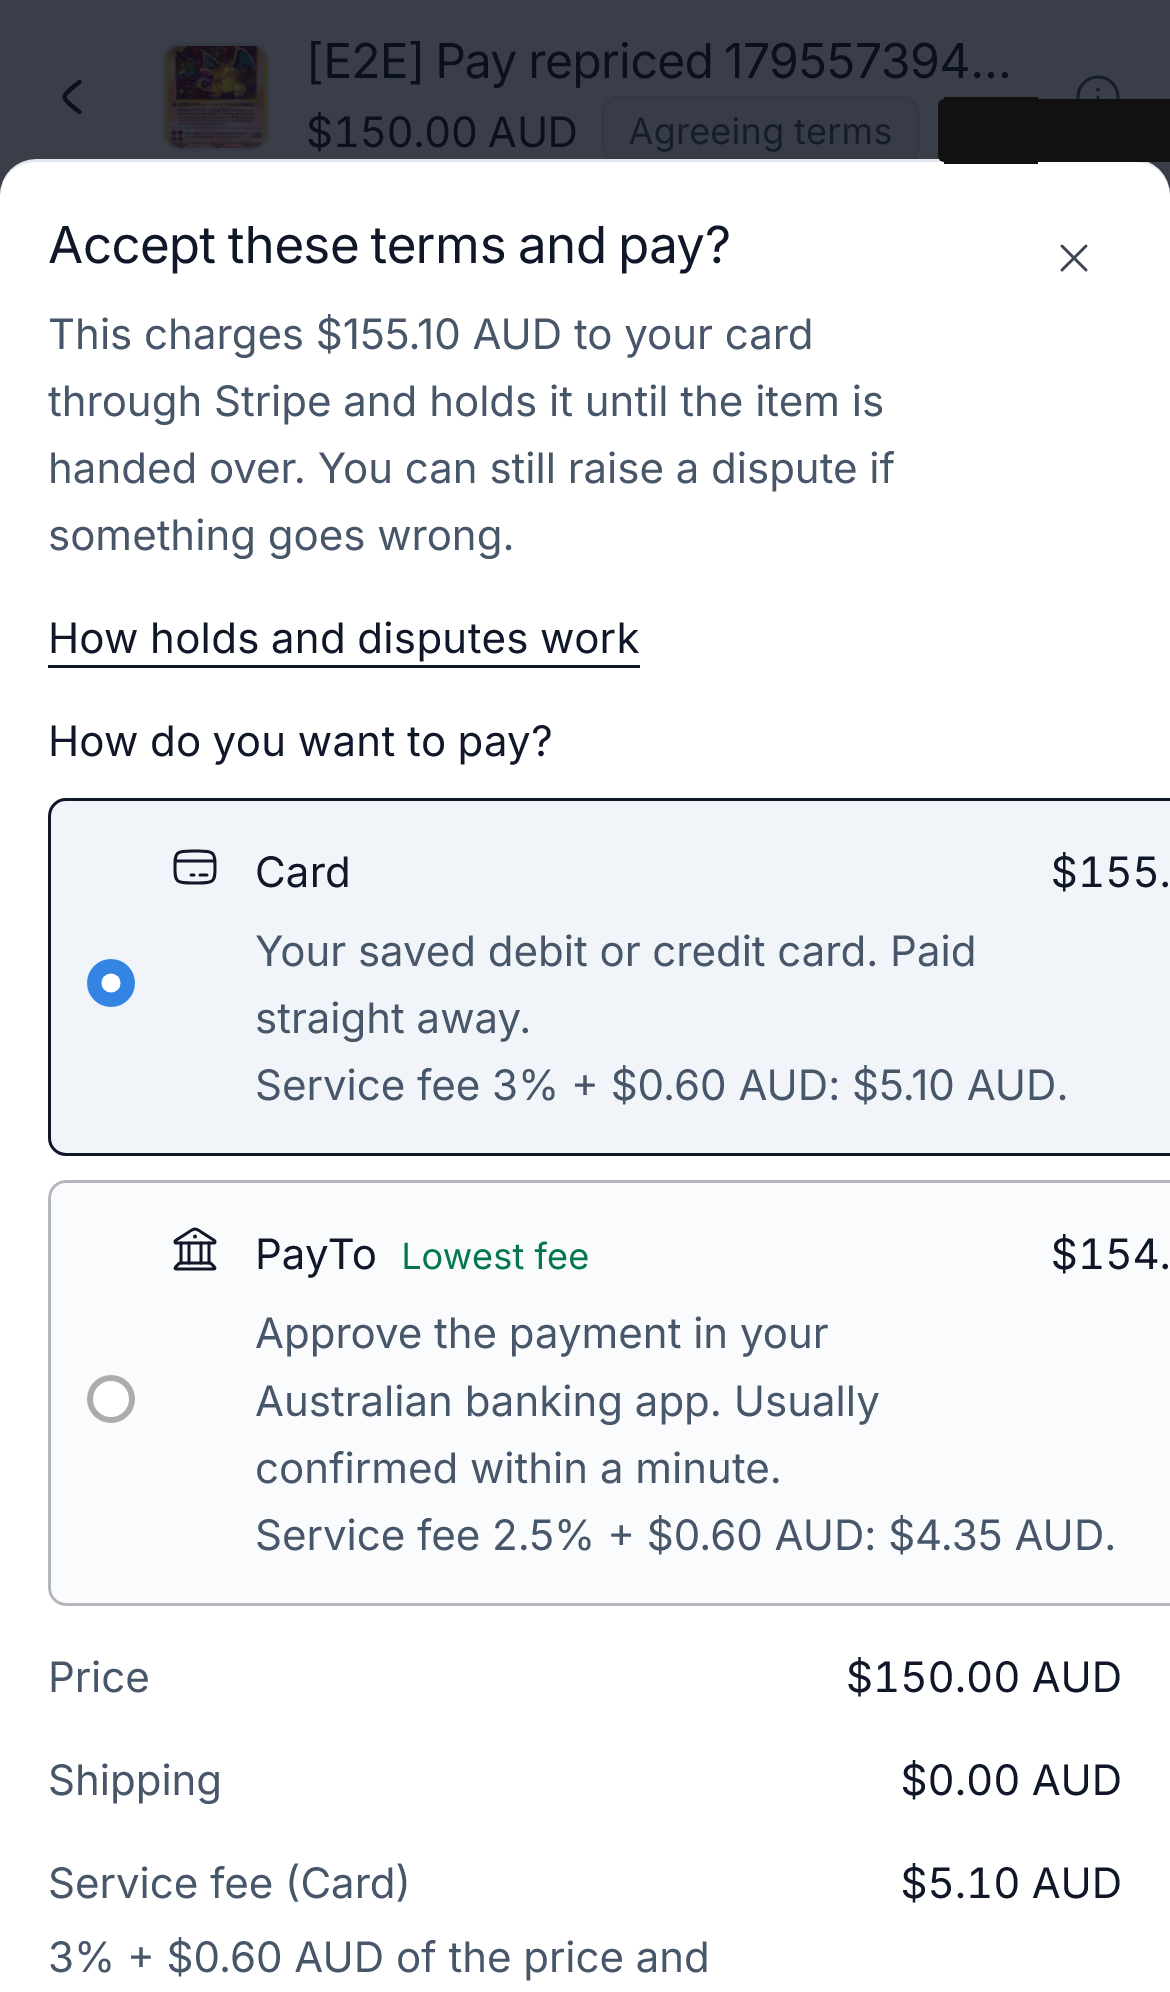 [E2E] Pay repriced 179557394...
$150.00 AUD
Agreeing terms
Accept these terms and pay?
This charges $155.10 AUD to your card
through Stripe and holds it until the item is
handed over. You can still raise a dispute if
something goes wrong.
How holds and disputes work
How do you want to pay?
Card
$155.
Your saved debit or credit card. Paid
straight away.
Service fee 3% + $0.60 AUD: $5.10 AUD.
PayTo Lowest fee
$154.
Approve the payment in your
Australian banking app. Usually
confirmed within a minute.
Service fee 2.5% + $0.60 AUD: $4.35 AUD.
Price
$150.00 AUD
Shipping
$0.00 AUD
Service fee (Card)
$5.10 AUD
3% + $0.60 AUD of the price and